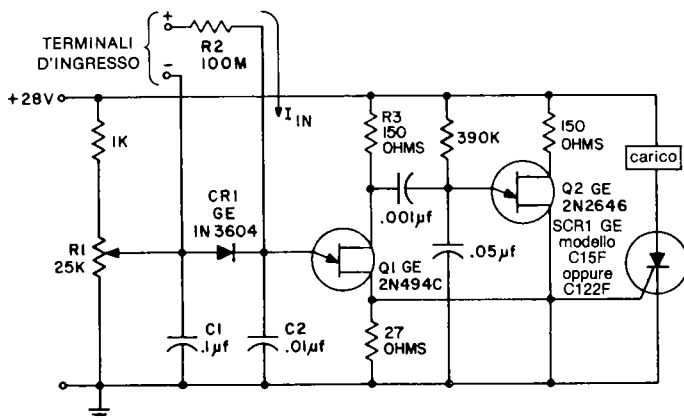 TERMINALI
D'INGRESSO
+
-
R2
100M
I IN
+28V
1K
R3
150
OHMS
390K
150
OHMS
carico
CR1
GE
1N3604
.001µf
Q2 GE
2N2646
SCR1 GE
modello
C15F
oppure
C122F
R1
25K
Q1 GE
2N494C
.05µf
C1
.1µf
C2
.01µf
27
OHMS